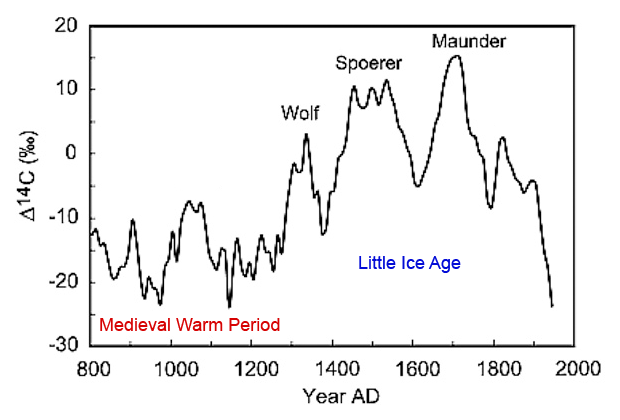 20
10
0
-10
-20
-30
Δ14C (‰)
Wolf
Spoerer
Maunder
Little Ice Age
Medieval Warm Period
800 1000 1200 1400 1600 1800 2000
Year AD